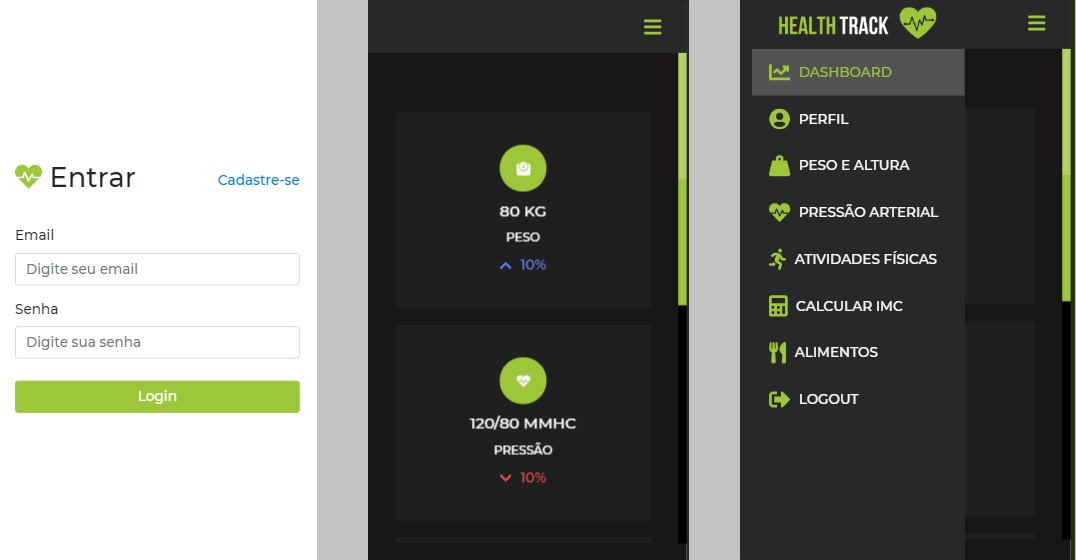 Entrar
Cadastre-se
Email
Digite seu email
Senha
Digite sua senha
Login
80 KG
PESO
10%
120/80 MMHC
PRESSÃO
10%
HEALTH TRACK
DASHBOARD
PERFIL
PESO E ALTURA
PRESSÃO ARTERIAL
ATIVIDADES FÍSICAS
CALCULAR IMC
ALIMENTOS
LOGOUT